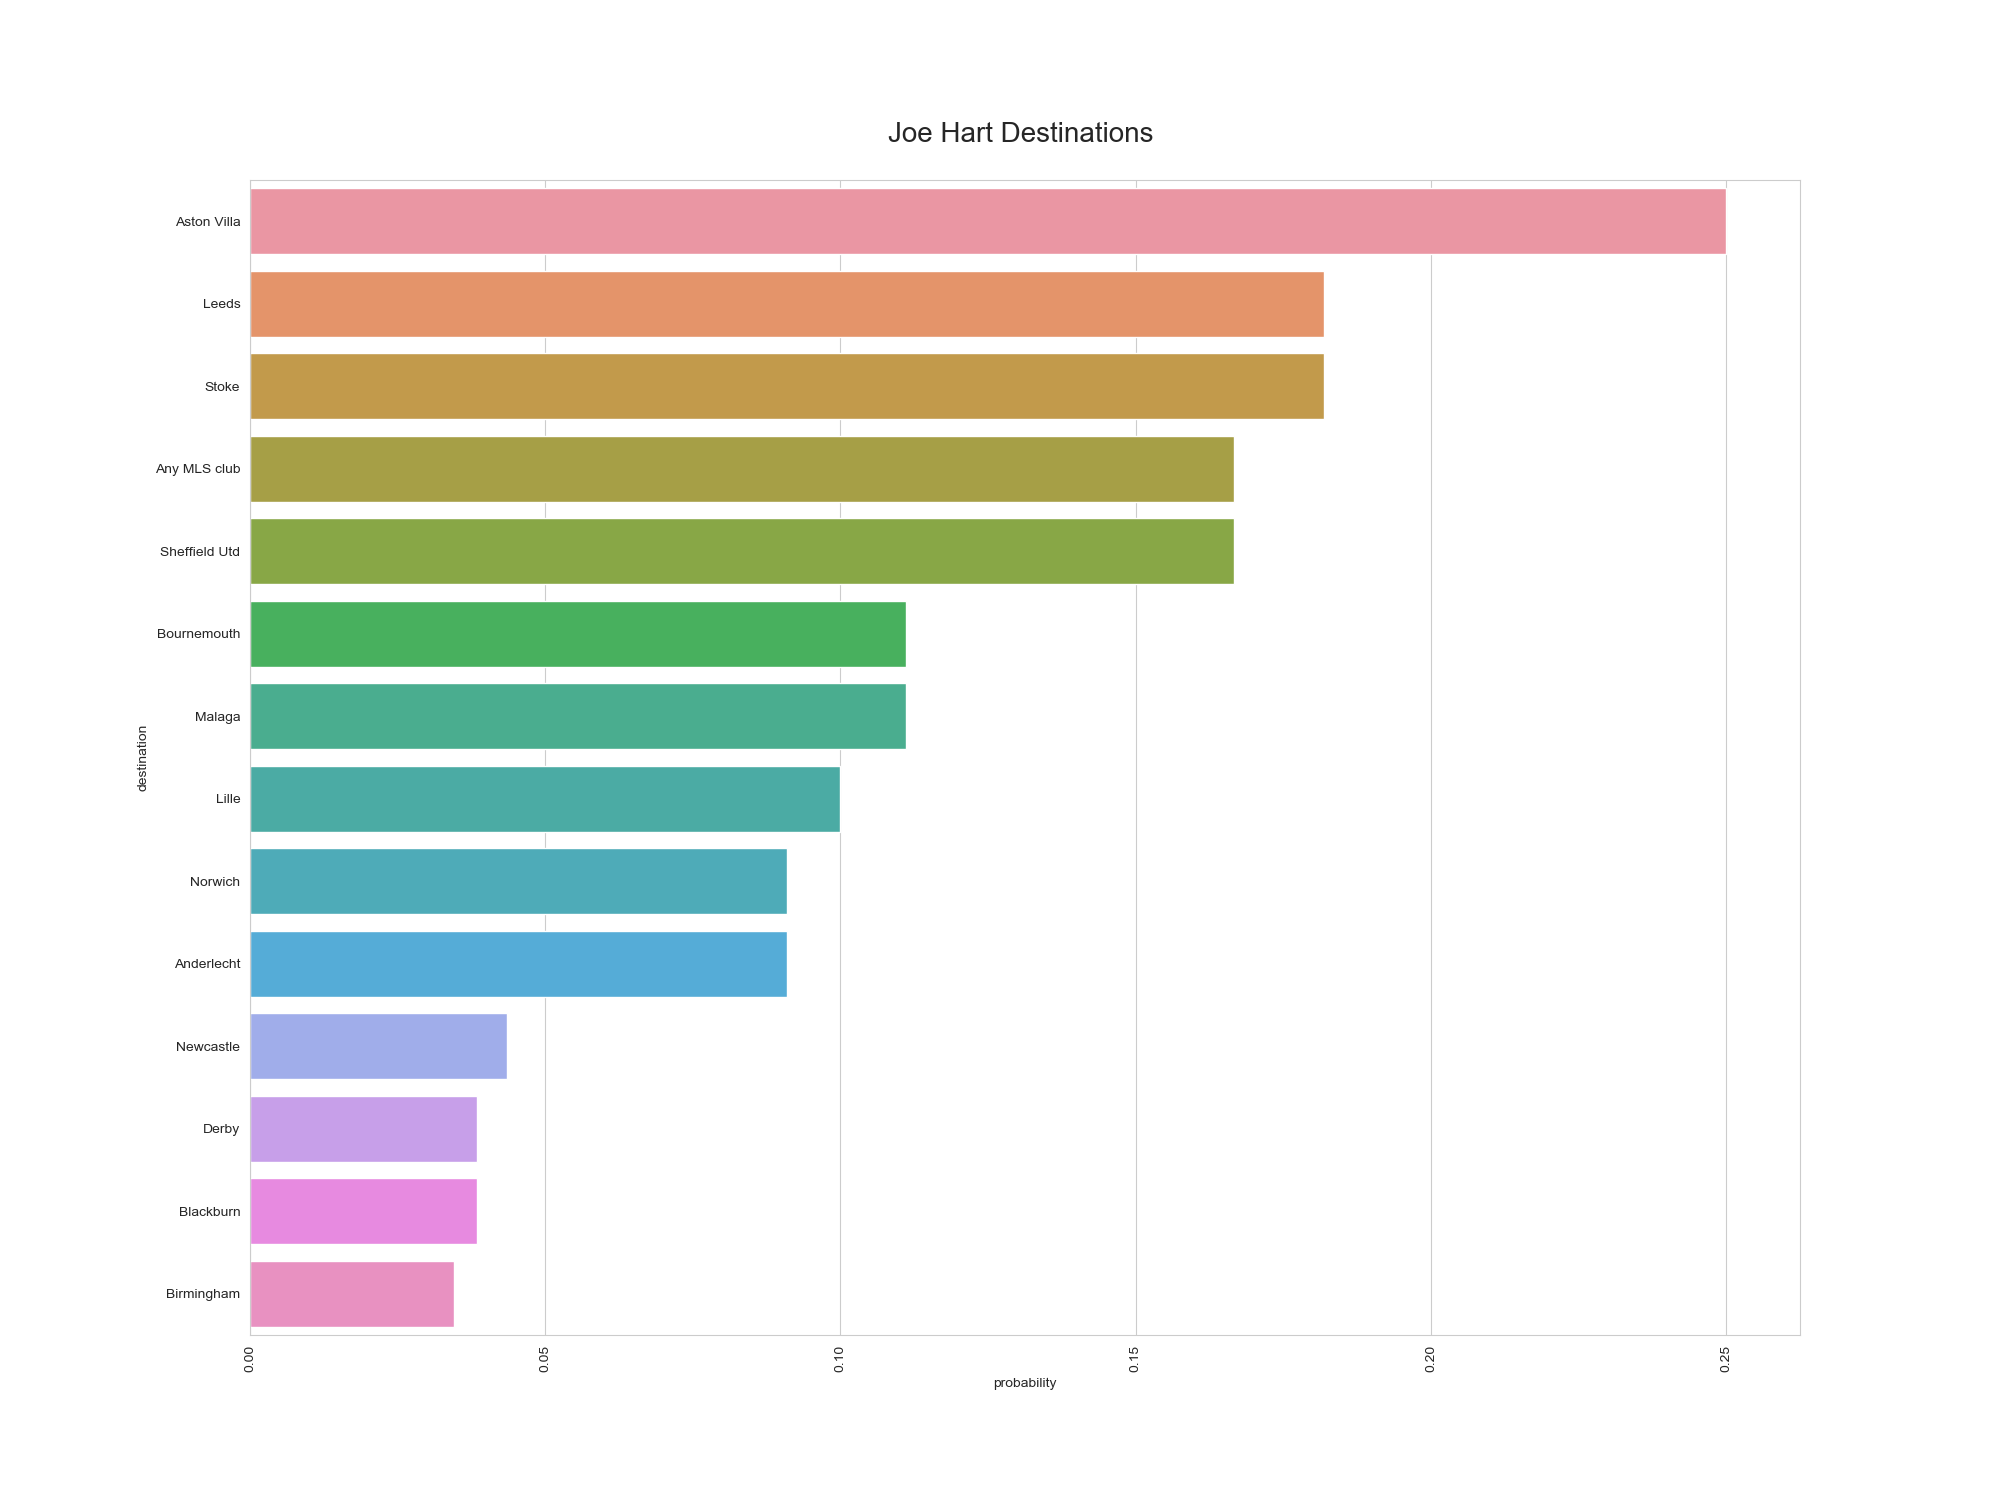 Joe Hart Destinations
Aston Villa
Leeds
Stoke
Any MLS club
Sheffield Utd
Bournemouth
Malaga
destination
Lille
Norwich
Anderlecht
Newcastle
Derby
Blackburn
Birmingham
0.00
0.05
0.10
0.15
0.20
0.25
probability